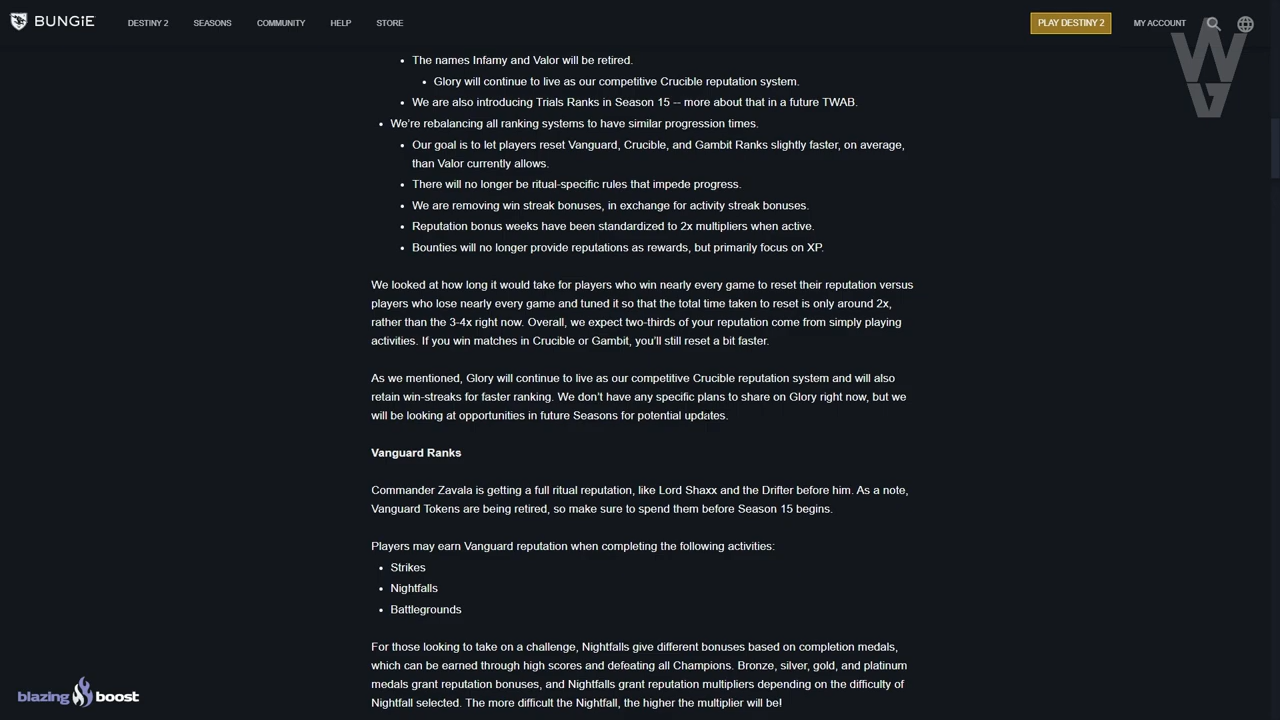 BUNGiE DESTINY 2 SEASONS COMMUNITY HELP STORE PLAY DESTINY 2 MY ACCOUNT
The names Infamy and Valor will be retired.
Glory will continue to live as our competitive Crucible reputation system.
We are also introducing Trials Ranks in Season 15 -- more about that in a future TWAB.
We're rebalancing all ranking systems to have similar progression times.
Our goal is to let players reset Vanguard, Crucible, and Gambit Ranks slightly faster, on average,
than Valor currently allows.
There will no longer be ritual-specific rules that impede progress.
We are removing win streak bonuses, in exchange for activity streak bonuses.
Reputation bonus weeks have been standardized to 2x multipliers when active.
Bounties will no longer provide reputations as rewards, but primarily focus on XP.
We looked at how long it would take for players who win nearly every game to reset their reputation versus
players who lose nearly every game and tuned it so that the total time taken to reset is only around 2x,
rather than the 3-4x right now. Overall, we expect two-thirds of your reputation come from simply playing
activities. If you win matches in Crucible or Gambit, you'll still reset a bit faster.
As we mentioned, Glory will continue to live as our competitive Crucible reputation system and will also
retain win-streaks for faster ranking. We don't have any specific plans to share on Glory right now, but we
will be looking at opportunities in future Seasons for potential updates.
Vanguard Ranks
Commander Zavala is getting a full ritual reputation, like Lord Shaxx and the Drifter before him. As a note,
Vanguard Tokens are being retired, so make sure to spend them before Season 15 begins.
Players may earn Vanguard reputation when completing the following activities:
Strikes
Nightfalls
Battlegrounds
For those looking to take on a challenge, Nightfalls give different bonuses based on completion medals,
which can be earned through high scores and defeating all Champions. Bronze, silver, gold, and platinum
medals grant reputation bonuses, and Nightfalls grant reputation multipliers depending on the difficulty of
Nightfall selected. The more difficult the Nightfall, the higher the multiplier will be!
blazing boost